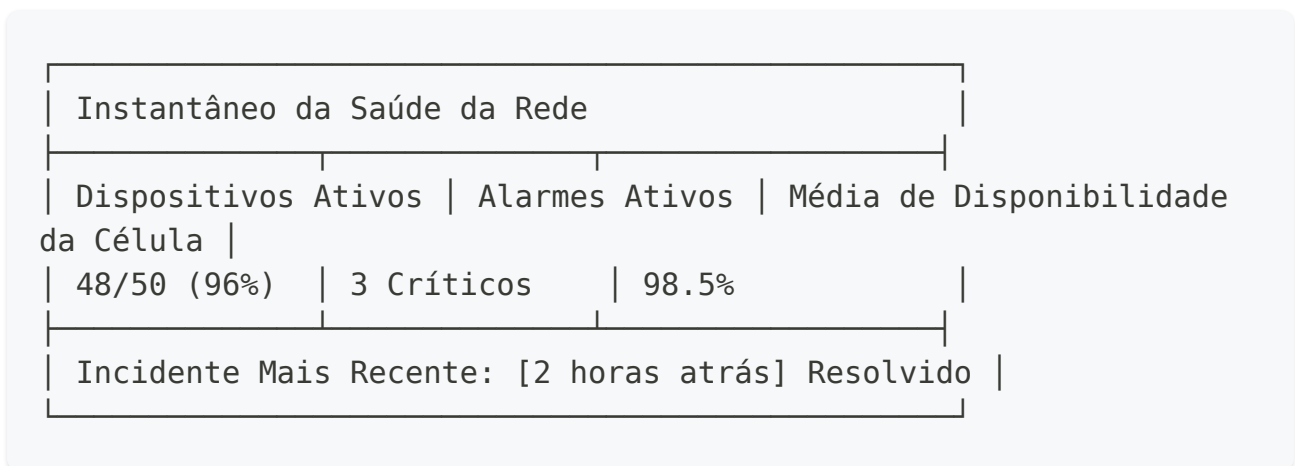 Instantâneo da Saúde da Rede
Dispositivos Ativos | Alarmes Ativos | Média de Disponibilidade
da Célula |
48/50 (96%) | 3 Críticos | 98.5%
Incidente Mais Recente: [2 horas atrás] Resolvido